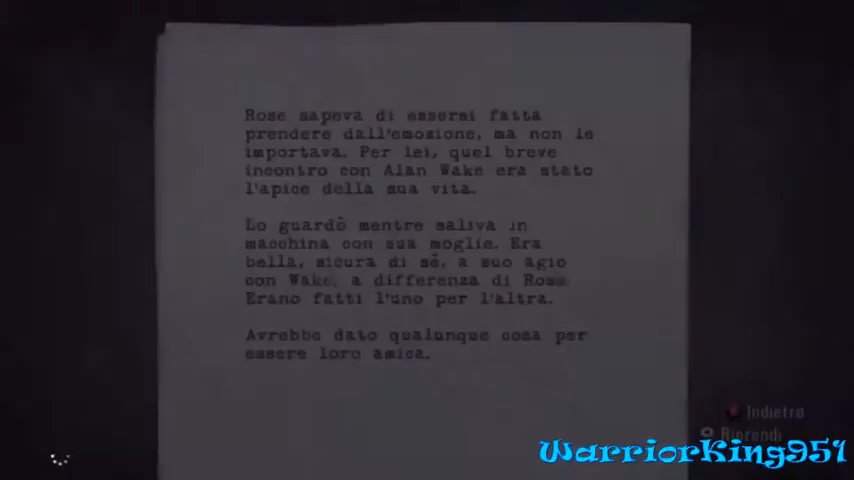 Rose sapeva di essersi fatta
prendere dall'emozione, ma non le
importava. Per lei, quel breve
incontro con Alan Wake era stato
l'apice della sua vita.
Lo guardò mentre saliva in
macchina con sua moglie. Era
bella, sicura di sé, a suo agio
con Wake, a differenza di Rose.
Erano fatti l'uno per l'altra.
Avrebbe dato qualunque cosa per
essere loro amica.
Indietro
Riprendi
WarriorKing951